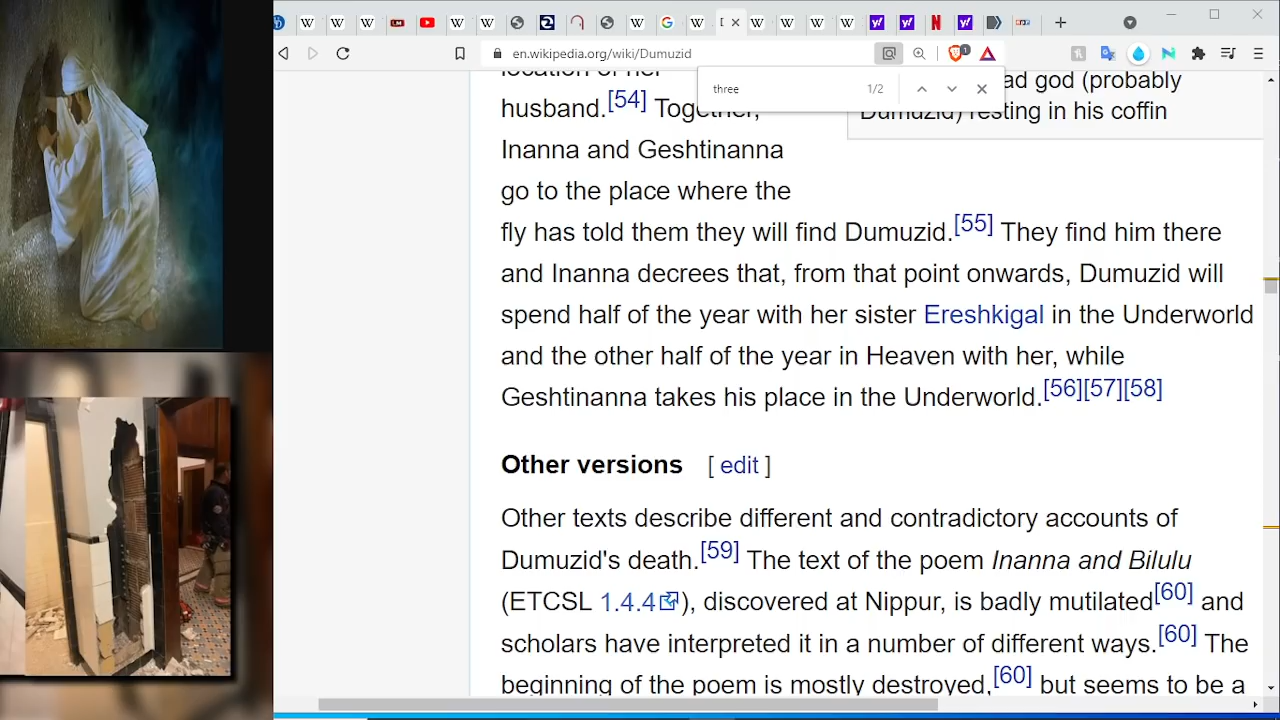 en.wikipedia.org/wiki/Dumuzid
three
1/2
location of her
husband.[54] Together,
Inanna and Geshtinanna
go to the place where the
fly has told them they will find Dumuzid.[55] They find him there
and Inanna decrees that, from that point onwards, Dumuzid will
spend half of the year with her sister Ereshkigal in the Underworld
and the other half of the year in Heaven with her, while
Geshtinanna takes his place in the Underworld.[56][57][58]
ad god (probably
Dumuzid) resting in his coffin
Other versions [ edit ]
Other texts describe different and contradictory accounts of
Dumuzid's death.[59] The text of the poem Inanna and Bilulu
(ETCSL 1.4.4), discovered at Nippur, is badly mutilated[60] and
scholars have interpreted it in a number of different ways.[60] The
beginning of the poem is mostly destroyed,[60] but seems to be a